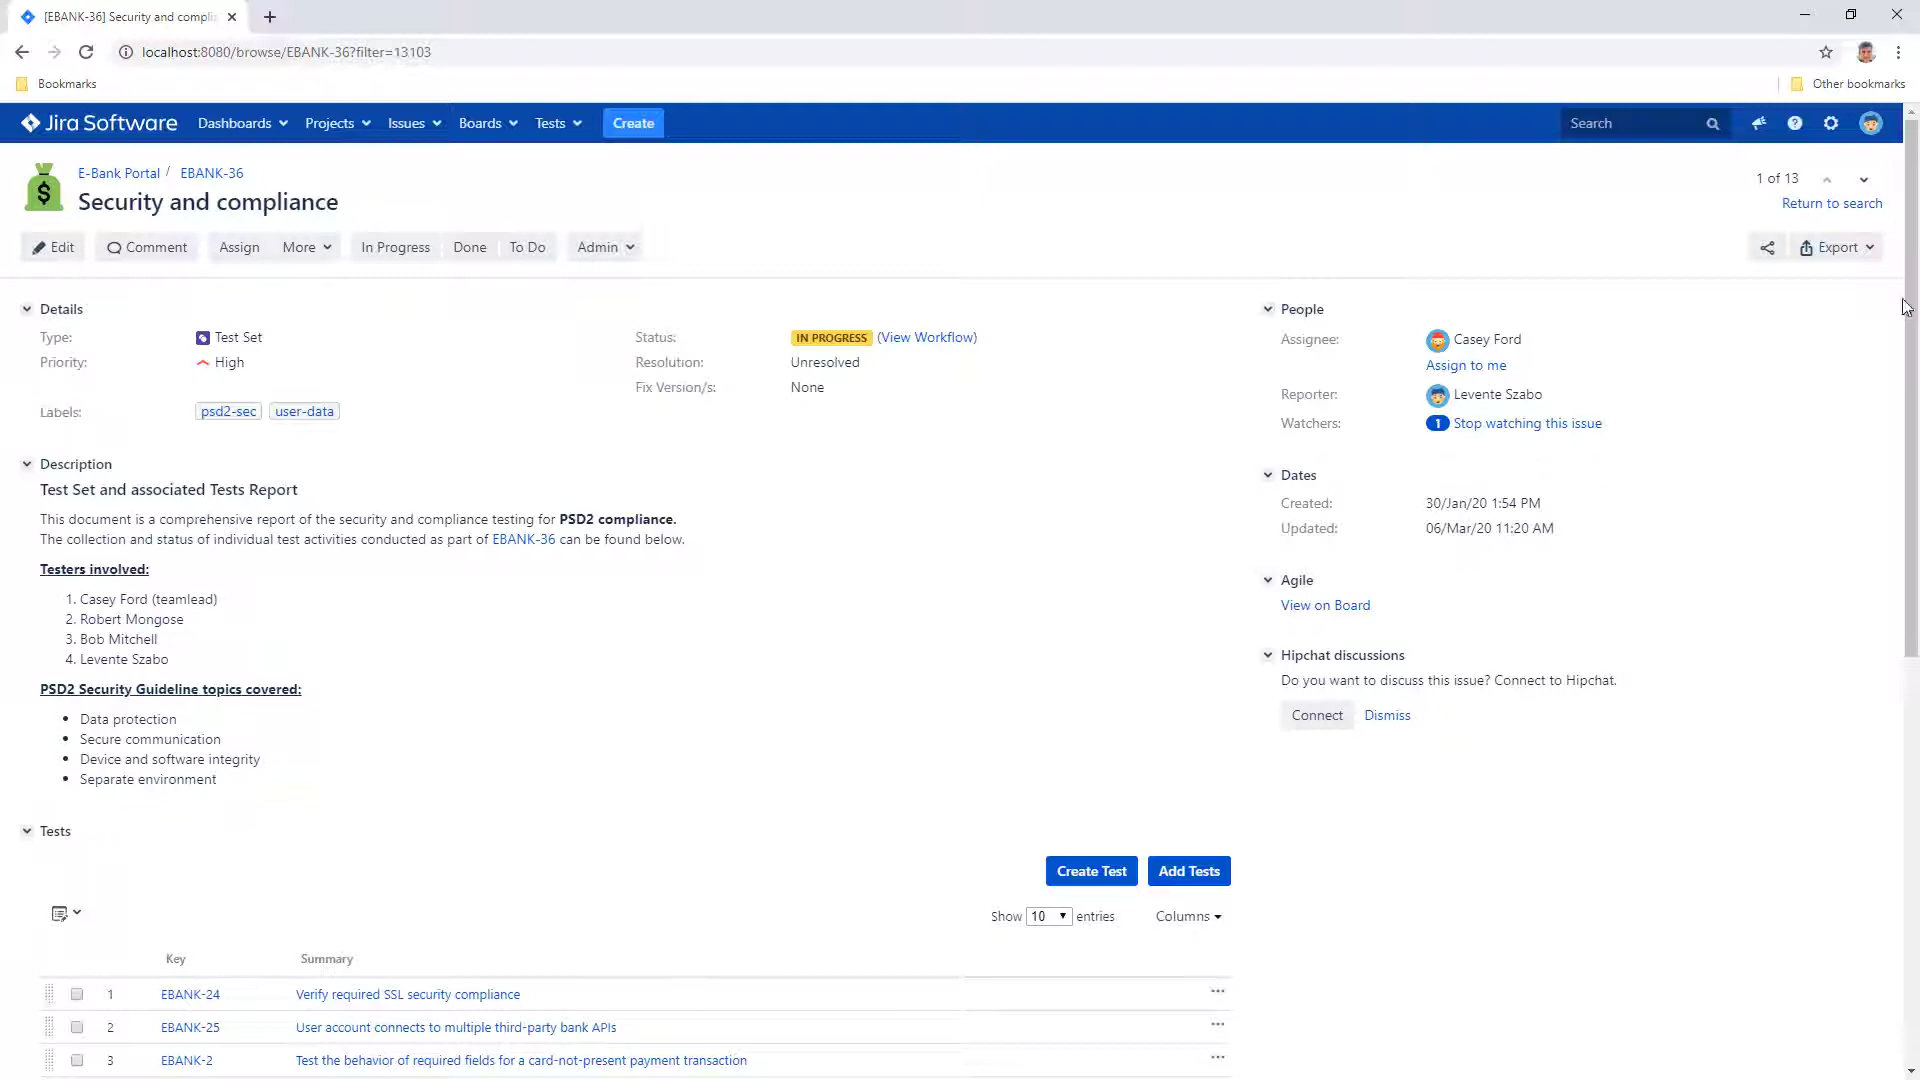 [EBANK-36] Security and compli
localhost:8080/browse/EBANK-36?filter=13103
Bookmarks
Other bookmarks
Jira Software Dashboards Projects Issues Boards Tests Create Search
E-Bank Portal / EBANK-36
1 of 13
Security and compliance
Return to search
Edit Comment Assign More In Progress Done To Do Admin Export
Details
Type: Test Set
Status: IN PROGRESS (View Workflow)
Priority: High
Resolution: Unresolved
Fix Version/s: None
Labels: psd2-sec user-data
People
Assignee: Casey Ford
Assign to me
Reporter: Levente Szabo
Watchers: 1 Stop watching this issue
Description
Test Set and associated Tests Report
This document is a comprehensive report of the security and compliance testing for PSD2 compliance.
The collection and status of individual test activities conducted as part of EBANK-36 can be found below.
Testers involved:
1. Casey Ford (teamlead)
2. Robert Mongose
3. Bob Mitchell
4. Levente Szabo
PSD2 Security Guideline topics covered:
• Data protection
• Secure communication
• Device and software integrity
• Separate environment
Dates
Created: 30/Jan/20 1:54 PM
Updated: 06/Mar/20 11:20 AM
Agile
View on Board
Hipchat discussions
Do you want to discuss this issue? Connect to Hipchat.
Connect Dismiss
Tests
Create Test Add Tests
Show 10 entries Columns
Key Summary
1 EBANK-24 Verify required SSL security compliance
2 EBANK-25 User account connects to multiple third-party bank APIs
3 EBANK-2 Test the behavior of required fields for a card-not-present payment transaction